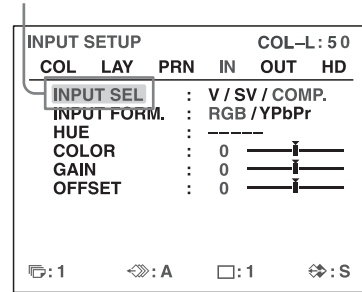 INPUT SETUP COL–L:50
COL LAY PRN IN OUT HD
INPUT SEL : V / SV / COMP.
INPUT FORM. : RGB /YPbPr
HUE : –––––
COLOR : 0
GAIN : 0
OFFSET : 0
:1 :A :1 :S